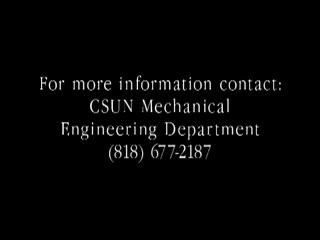 For more information contact:
CSUN Mechanical
Engineering Department
(818) 677-2187